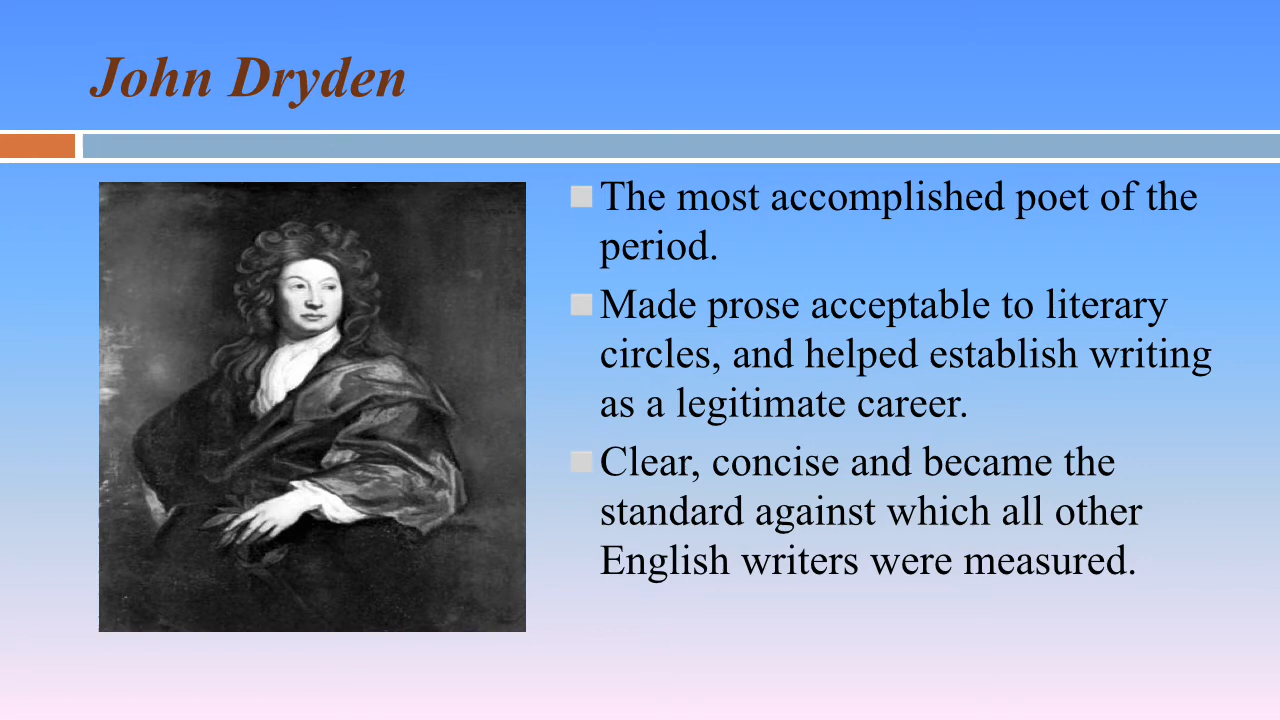 John Dryden
The most accomplished poet of the
period.
Made prose acceptable to literary
circles, and helped establish writing
as a legitimate career.
Clear, concise and became the
standard against which all other
English writers were measured.